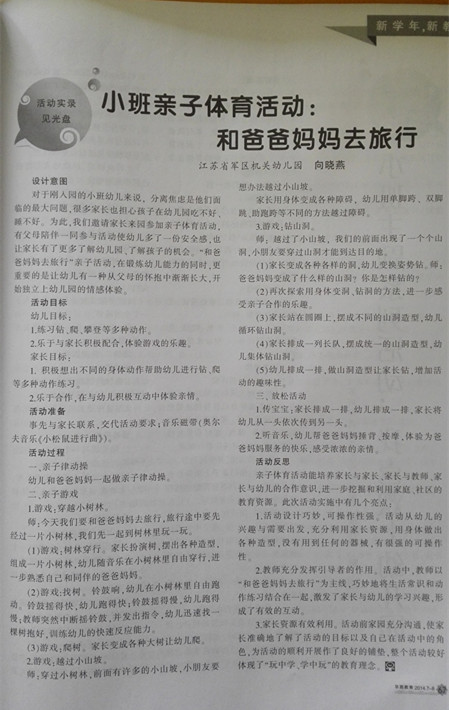 新学年,新教
活动实录
见光盘
小班亲子体育活动:
和爸爸妈妈去旅行
江苏省军区机关幼儿园 向晓燕
设计意图
对于刚入园的小班幼儿来说,分离焦虑是他们面
临的最大问题,很多家长也担心孩子在幼儿园吃不好、
睡不好。为此,我们邀请家长来园参加亲子体育活动,
有父母陪伴一同参与活动使幼儿多了一份安全感,也
让家长有了更多了解幼儿园、了解孩子的机会。“和爸
爸妈妈去旅行”亲子活动,在锻炼幼儿能力的同时,更
重要的是让幼儿有一种从父母的怀抱中渐渐长大,开
始独立上幼儿园的情感体验。
活动目标
幼儿目标:
1.练习钻、爬、攀登等多种动作。
2.乐于与家长积极配合,体验游戏的乐趣。
家长目标:
1.积极想出不同的身体动作帮助幼儿进行钻、爬
等多种动作练习。
2.乐于合作,在与幼儿积极互动中体验亲情。
活动准备
事先与家长联系,交代活动要求;音乐磁带(奥尔
夫音乐《小松鼠进行曲》)。
活动过程
一、亲子律动操
幼儿和爸爸妈妈一起做亲子律动操。
二、亲子游戏
1.游戏:穿越小树林。
师:今天我们要和爸爸妈妈去旅行,旅行途中要先
经过一片小树林,我们先一起到树林里玩一玩。
(1)游戏:树林穿行。家长扮演树,摆出各种造型,
组成一片小树林,幼儿随音乐在小树林里自由穿行,进
一步熟悉自己和同伴的爸爸妈妈。
(2)游戏:找树。铃鼓响,幼儿在小树林里自由跑
动。铃鼓摇得快,幼儿跑得快;铃鼓摇得慢,幼儿跑得
慢;教师突然中断摇铃鼓,并发出指令,幼儿迅速找一
棵树抱好,训练幼儿的快速反应能力。
(3)游戏:爬树。家长变成各种大树让幼儿爬。
2.游戏:越过小山坡。
师:穿过小树林,前面有许多的小山坡,小朋友要
想办法越过小山坡。
家长用身体变成各种障碍,幼儿用单脚跨、双脚
跳、助跑跨等不同的方法越过障碍。
3.游戏:钻山洞。
师:越过了小山坡,我们的前面出现了一个个山
洞,小朋友要穿过山洞才能到达目的地。
(1)家长变成各种各样的洞,幼儿变换姿势钻。师:
爸爸妈妈变成了什么样的山洞?你是怎样钻的?
(2)再次探索用身体变洞、钻洞的方法,进一步感
受亲子合作的乐趣。
(3)家长站在圆圈上,摆成不同的山洞造型,幼儿
循环钻山洞。
(4)家长排成一列长队,摆成统一的山洞造型,幼
儿集体钻山洞。
(5)幼儿排成一排,做山洞造型让家长钻,增加活
动的趣味性。
三、放松活动
1.传宝宝:家长排成一排,幼儿排成一排,家长将
幼儿从一头依次传到另一头。
2.听音乐,幼儿帮爸爸妈妈捶背、按摩,体验为爸
爸妈妈服务的快乐,感受浓浓的亲情。
活动反思
亲子体育活动能培养家长与家长、家长与教师、家
长与幼儿的合作意识,进一步挖掘和利用家庭、社区的
教育资源。此次活动实施中有几个亮点:
1.活动设计巧妙,可操作性强。活动从幼儿的
兴趣与需要出发,充分利用家长资源,用身体做出
各种造型,没有用到任何的器械,有很强的可操作
性。
2.教师充分发挥引导者的作用。活动中,教师以
“和爸爸妈妈去旅行”为主线,巧妙地将生活常识和动
作练习结合在一起,激发了家长与幼儿的学习兴趣,形
成了有效的互动。
3.家长资源有效利用。活动前家园充分沟通,使家
长准确地了解了活动的目标以及自己在活动中的角
色,为活动的顺利开展作了良好的铺垫,整个活动较好
体现了“玩中学、学中玩”的教育理念。